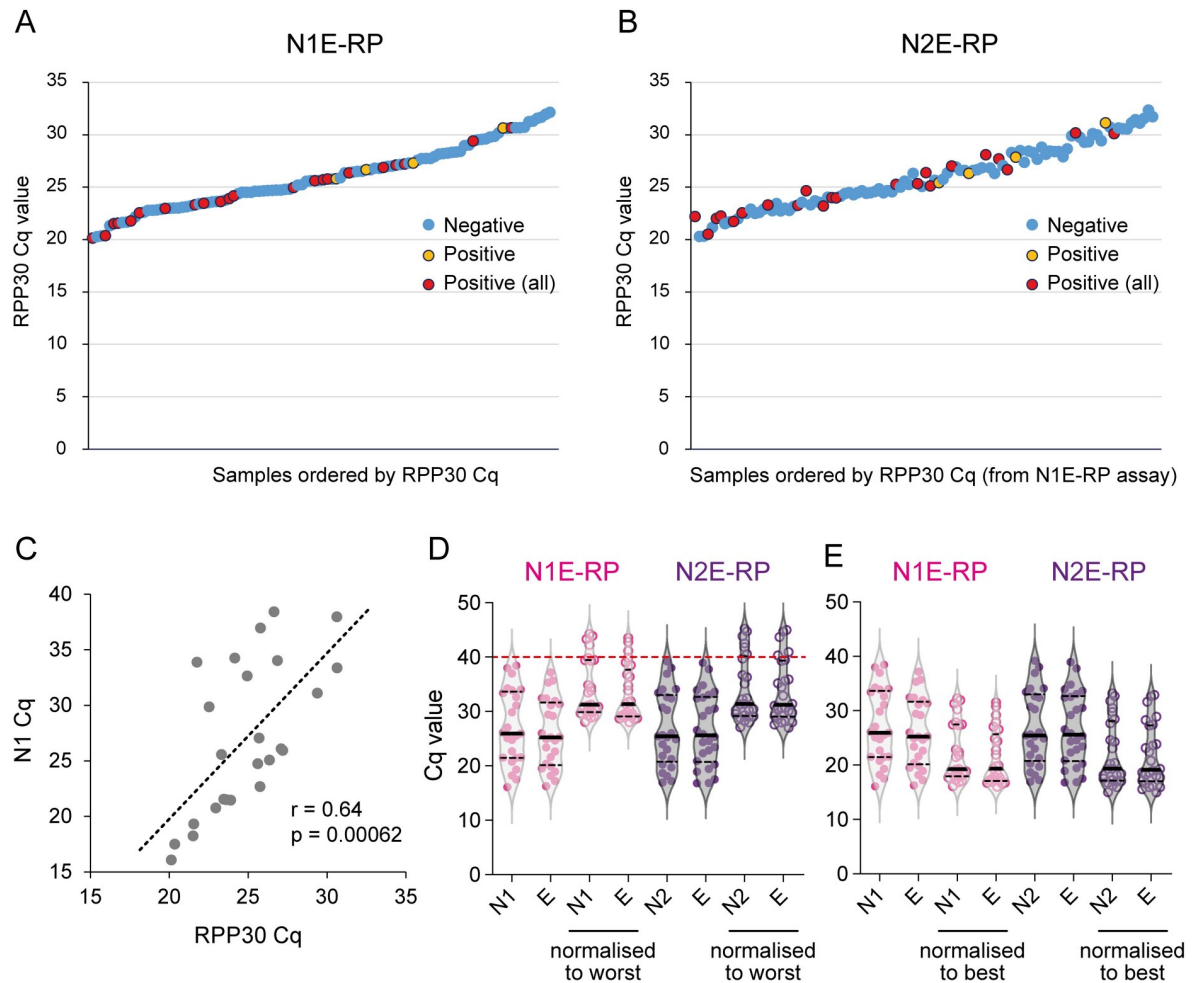 A
N1E-RP
RPP30 Cq value
35
30
25
20
15
10
5
0
Negative
Positive
Positive (all)
Samples ordered by RPP30 Cq
B
N2E-RP
RPP30 Cq value
35
30
25
20
15
10
5
0
Negative
Positive
Positive (all)
Samples ordered by RPP30 Cq (from N1E-RP assay)
C
N1 Cq
40
35
30
25
20
15
r = 0.64
p = 0.00062
15 20 25 30 35
RPP30 Cq
D
N1E-RP N2E-RP
Cq value
50
40
30
20
10
0
N1 E N1 E N2 E N2 E
normalised normalised
to worst to worst
E
N1E-RP N2E-RP
50
40
30
20
10
0
N1 E N1 E N2 E N2 E
normalised normalised
to best to best